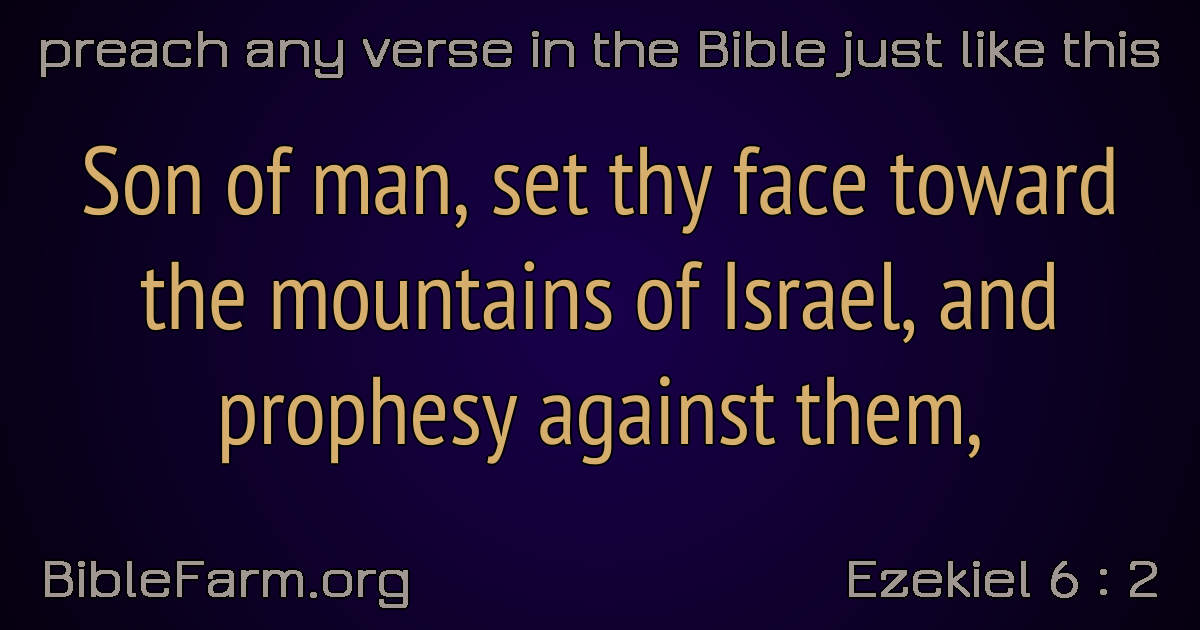 preach any verse in the Bible just like this
Son of man, set thy face toward
the mountains of Israel, and
prophesy against them,
BibleFarm.org
Ezekiel 6 : 2